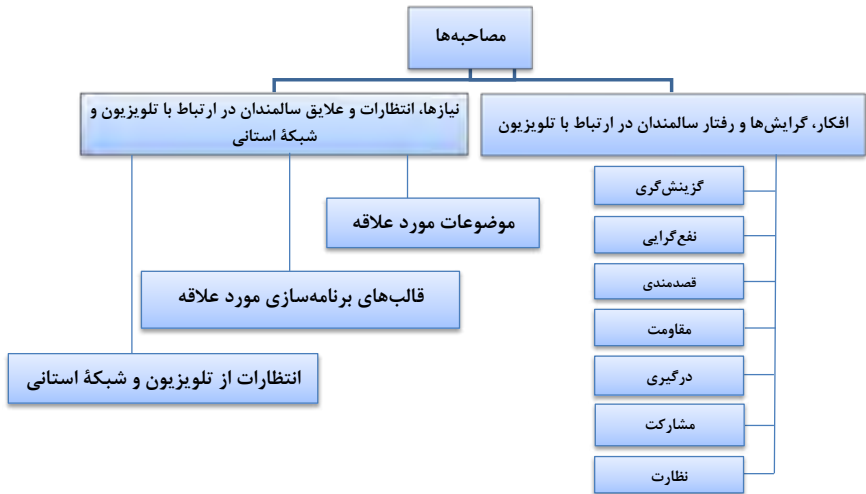 مصاحبه‌ها
افکار، گرایش‌ها و رفتار سالمندان در ارتباط با تلویزیون
گزینش‌گری
نفع‌گرایی
قصدمندی
مقاومت
درگیری
مشارکت
نظارت
نیازها، انتظارات و علایق سالمندان در ارتباط با تلویزیون و
شبکۀ استانی
موضوعات مورد علاقه
قالب‌های برنامه‌سازی مورد علاقه
انتظارات از تلویزیون و شبکۀ استانی